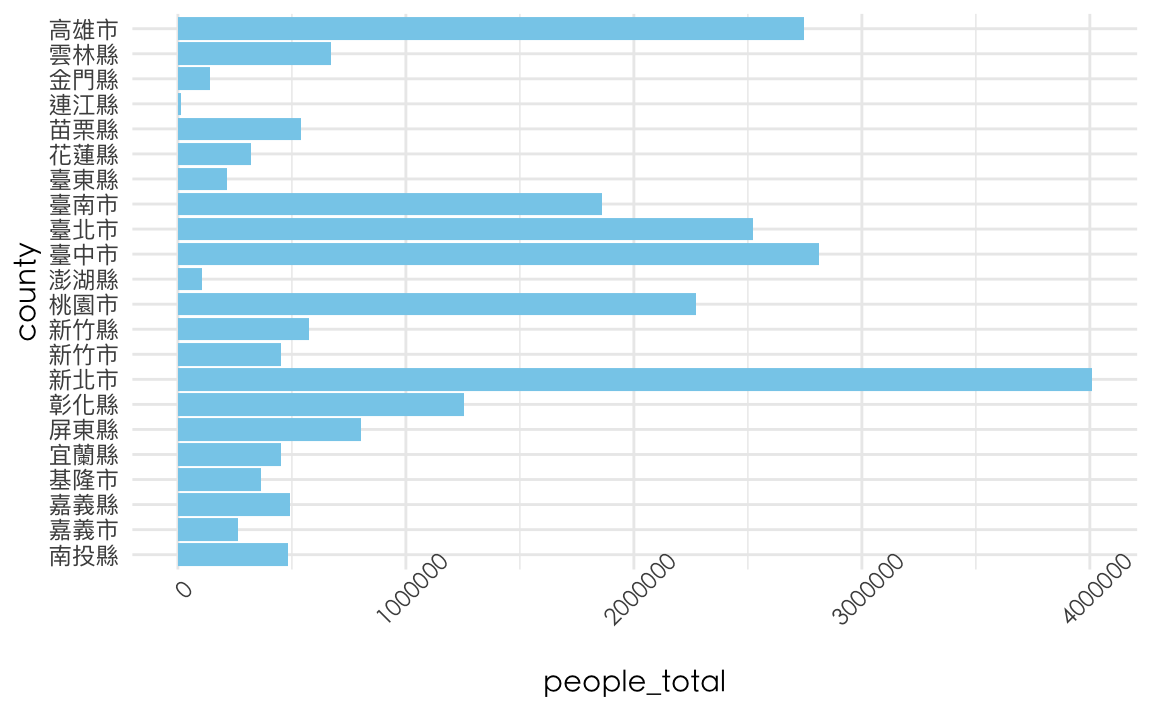 county
高雄市
雲林縣
金門縣
連江縣
苗栗縣
花蓮縣
臺東縣
臺南市
臺北市
臺中市
澎湖縣
桃園市
新竹縣
新竹市
新北市
彰化縣
屏東縣
宜蘭縣
基隆市
嘉義縣
嘉義市
南投縣
0
1000000
2000000
3000000
4000000
people_total